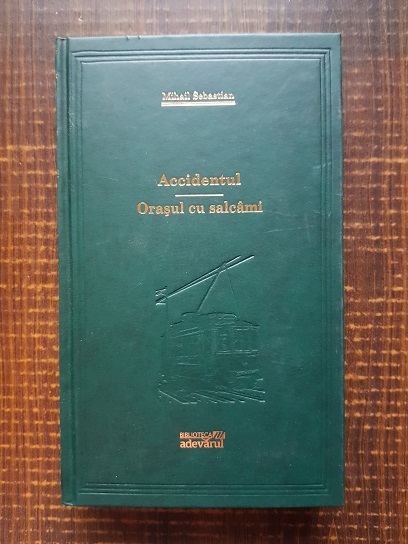 Mihail Sebastian
Accidentul
Orașul cu salcâmi
BIBLIOTECA
adevărul